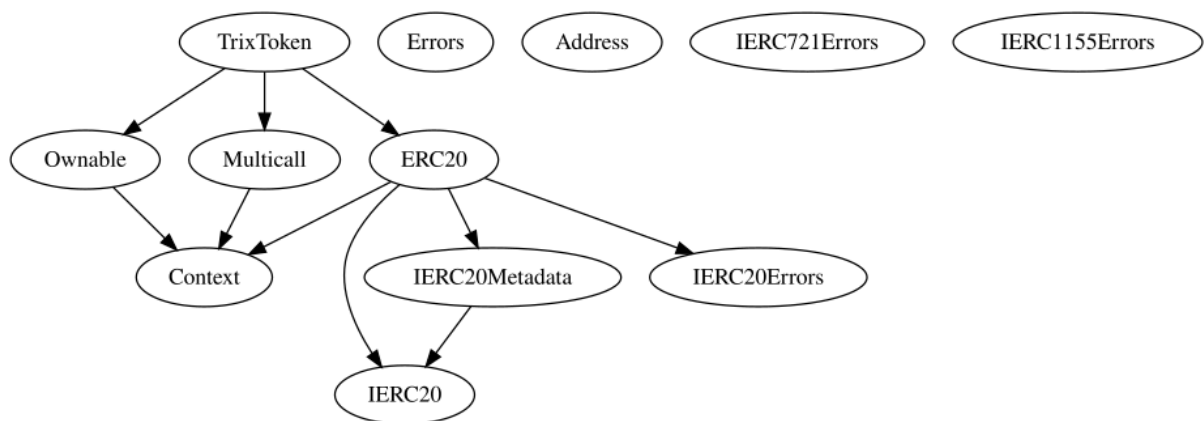 TrixToken
Errors
Address
IERC721Errors
IERC1155Errors
Ownable
Multicall
ERC20
Context
IERC20Metadata
IERC20Errors
IERC20